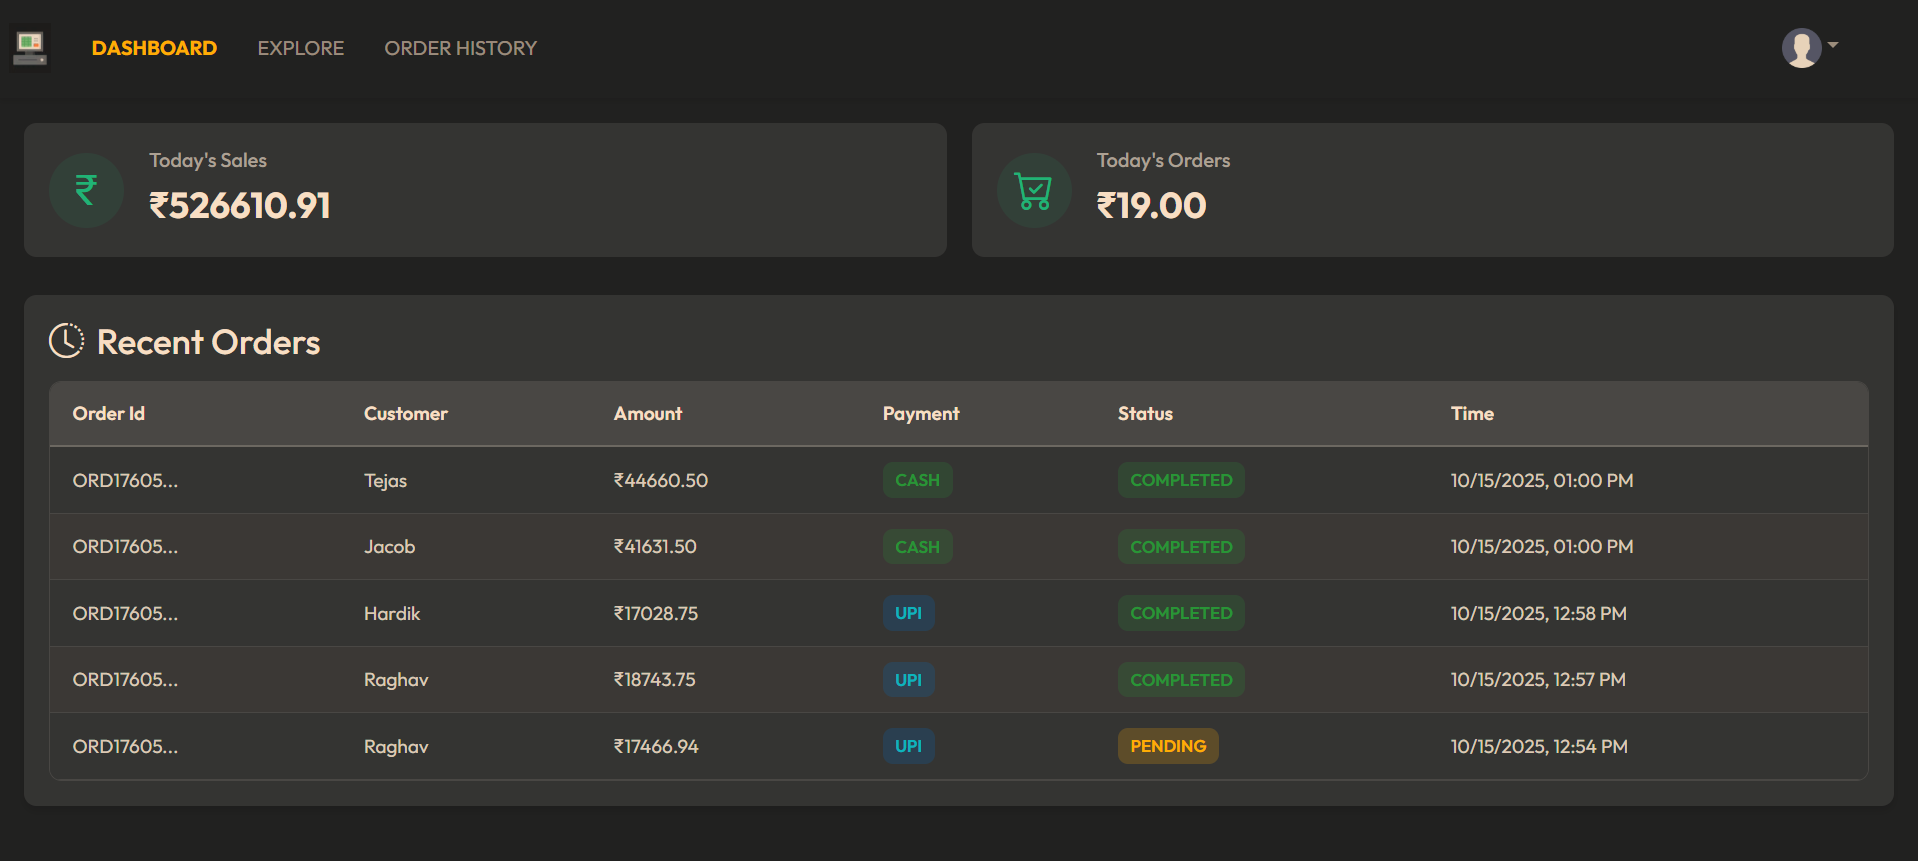 DASHBOARD EXPLORE ORDER HISTORY
Today's Sales
₹526610.91
Today's Orders
₹19.00
Recent Orders
Order Id Customer Amount Payment Status Time
ORD17605... Tejas ₹44660.50 CASH COMPLETED 10/15/2025, 01:00 PM
ORD17605... Jacob ₹41631.50 CASH COMPLETED 10/15/2025, 01:00 PM
ORD17605... Hardik ₹17028.75 UPI COMPLETED 10/15/2025, 12:58 PM
ORD17605... Raghav ₹18743.75 UPI COMPLETED 10/15/2025, 12:57 PM
ORD17605... Raghav ₹17466.94 UPI PENDING 10/15/2025, 12:54 PM